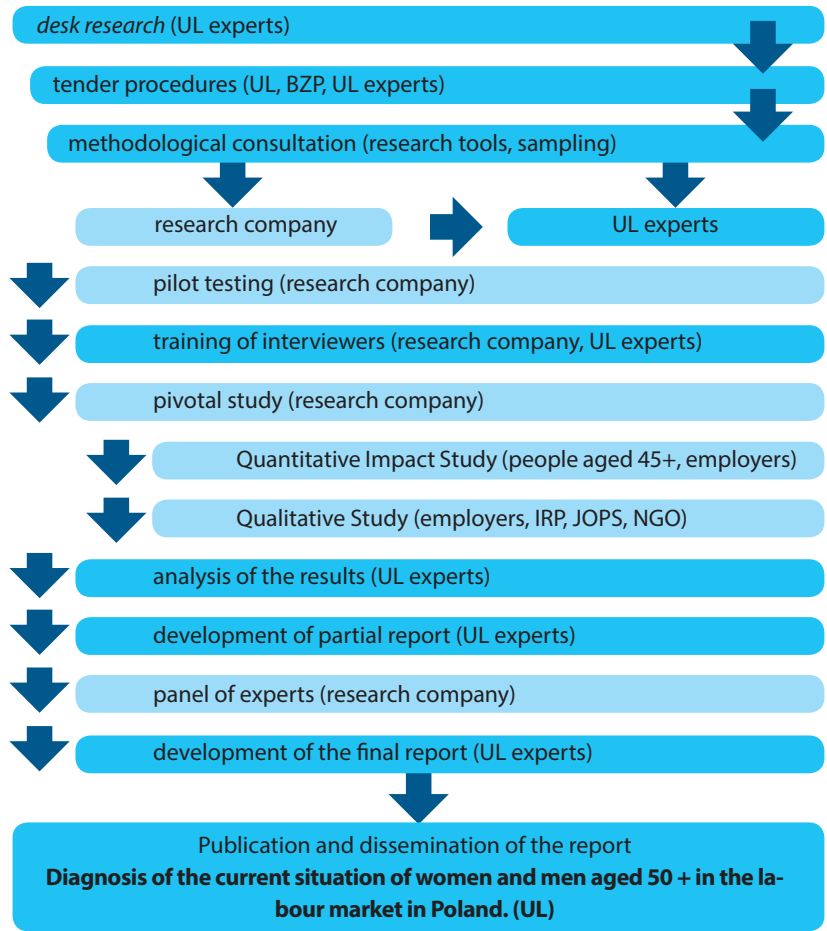 desk research (UL experts)
tender procedures (UL, BZP, UL experts)
methodological consultation (research tools, sampling)
research company
UL experts
pilot testing (research company)
training of interviewers (research company, UL experts)
pivotal study (research company)
Quantitative Impact Study (people aged 45+, employers)
Qualitative Study (employers, IRP, JOPS, NGO)
analysis of the results (UL experts)
development of partial report (UL experts)
panel of experts (research company)
development of the final report (UL experts)
Publication and dissemination of the report
Diagnosis of the current situation of women and men aged 50 + in the la-
bour market in Poland. (UL)